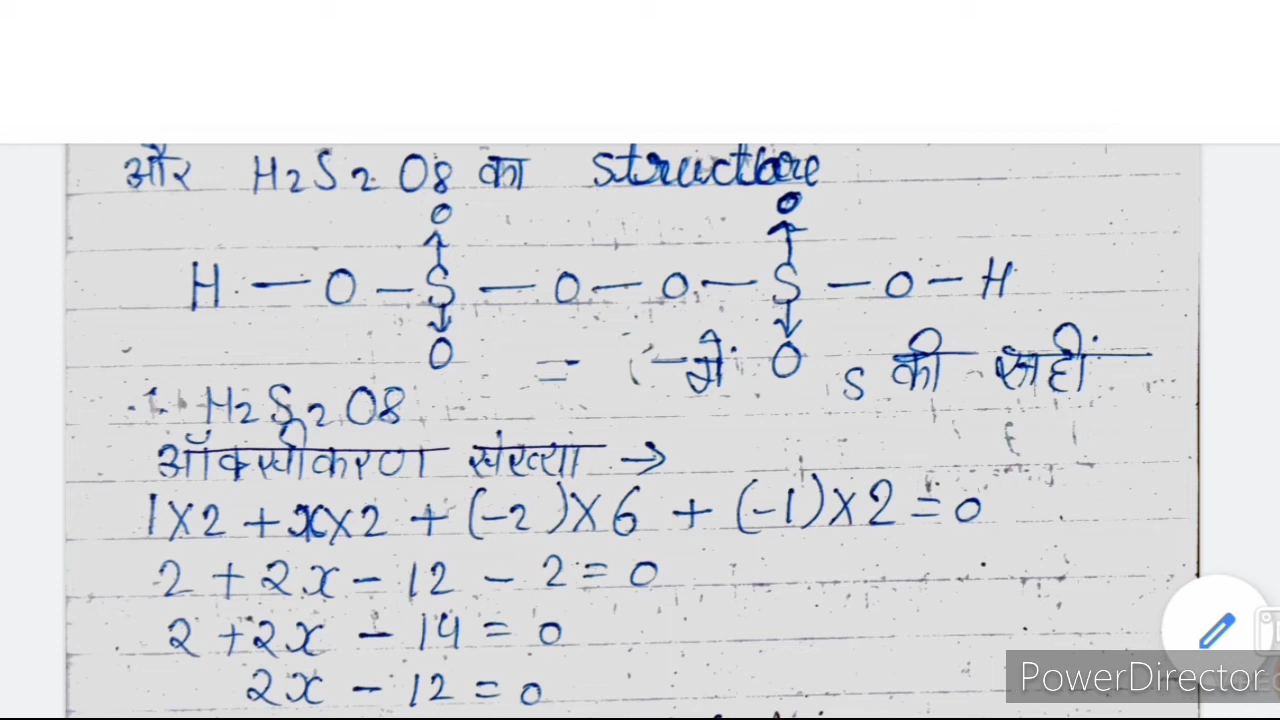 और H2S2O8 का structure
O O
H — O — S — O — O — S — O — H
O O
= में S की सही
∴ H2S2O8
ऑक्सीकरण संख्या →
1×2 + x×2 + (-2)×6 + (-1)×2 = 0
2 + 2x - 12 - 2 = 0
2 + 2x - 14 = 0
2x - 12 = 0
PowerDirector